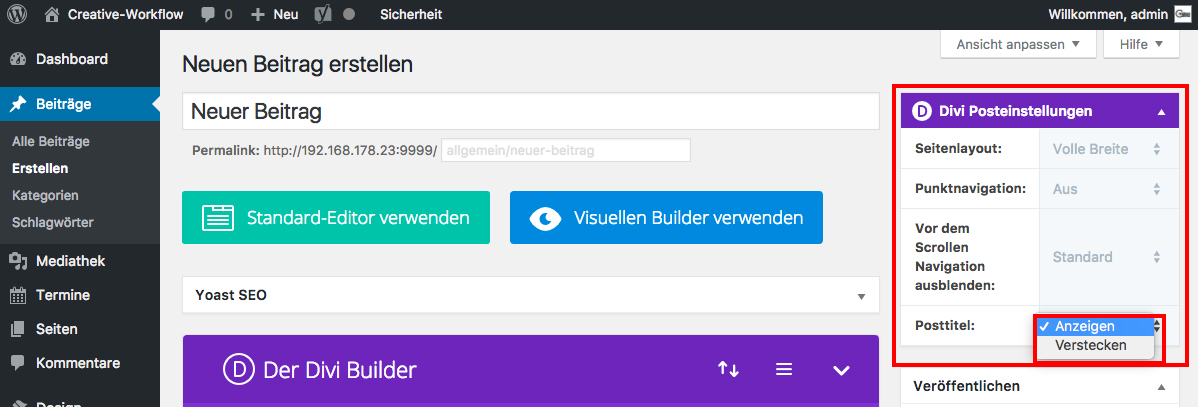 Creative-Workflow 0 Neu Sicherheit Willkommen, admin
Dashboard
Beiträge
Alle Beiträge
Erstellen
Kategorien
Schlagwörter
Mediathek
Termine
Seiten
Kommentare
Design
Ansicht anpassen Hilfe
Neuen Beitrag erstellen
Neuer Beitrag
Permalink: http://192.168.178.23:9999/ allgemein/neuer-beitrag
Standard-Editor verwenden Visuellen Builder verwenden
Yoast SEO
D Der Divi Builder
D Divi Posteinstellungen
Seitenlayout: Volle Breite
Punktnavigation: Aus
Vor dem
Scrollen
Navigation
ausblenden: Standard
Posttitel: Anzeigen
Verstecken
Veröffentlichen